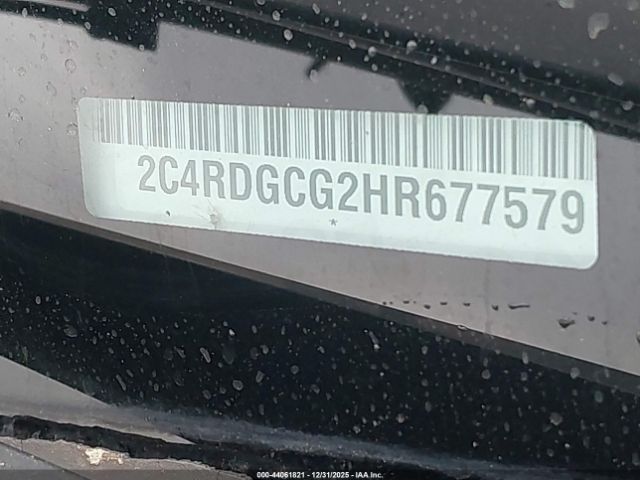 2C4RDGCG2HR677579
*
000-44061821 - 12/31/2025 - IAA Inc.